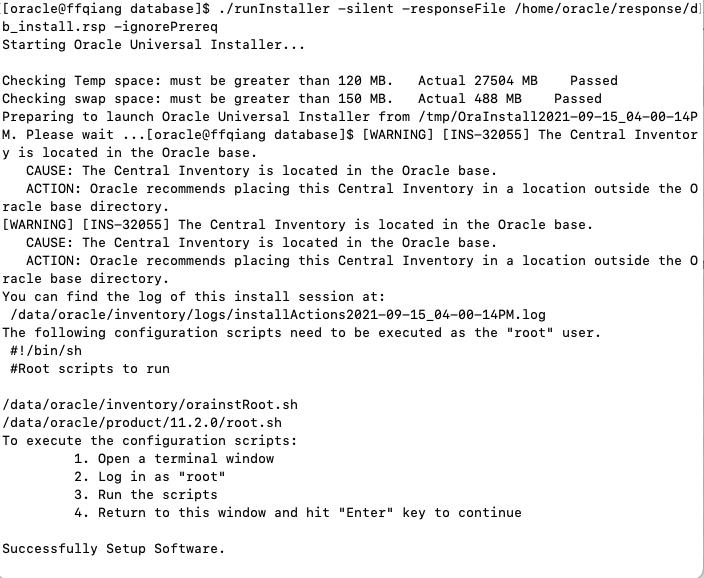 [oracle@ffqiang database]$ ./runInstaller -silent -responseFile /home/oracle/response/d
b_install.rsp -ignorePrereq
Starting Oracle Universal Installer...

Checking Temp space: must be greater than 120 MB.   Actual 27504 MB    Passed
Checking swap space: must be greater than 150 MB.   Actual 488 MB    Passed
Preparing to launch Oracle Universal Installer from /tmp/OraInstall2021-09-15_04-00-14P
M. Please wait ...[oracle@ffqiang database]$ [WARNING] [INS-32055] The Central Inventor
y is located in the Oracle base.
   CAUSE: The Central Inventory is located in the Oracle base.
   ACTION: Oracle recommends placing this Central Inventory in a location outside the O
racle base directory.
[WARNING] [INS-32055] The Central Inventory is located in the Oracle base.
   CAUSE: The Central Inventory is located in the Oracle base.
   ACTION: Oracle recommends placing this Central Inventory in a location outside the O
racle base directory.
You can find the log of this install session at:
 /data/oracle/inventory/logs/installActions2021-09-15_04-00-14PM.log
The following configuration scripts need to be executed as the "root" user.
 #!/bin/sh
 #Root scripts to run

/data/oracle/inventory/orainstRoot.sh
/data/oracle/product/11.2.0/root.sh
To execute the configuration scripts:
         1. Open a terminal window
         2. Log in as "root"
         3. Run the scripts
         4. Return to this window and hit "Enter" key to continue

Successfully Setup Software.